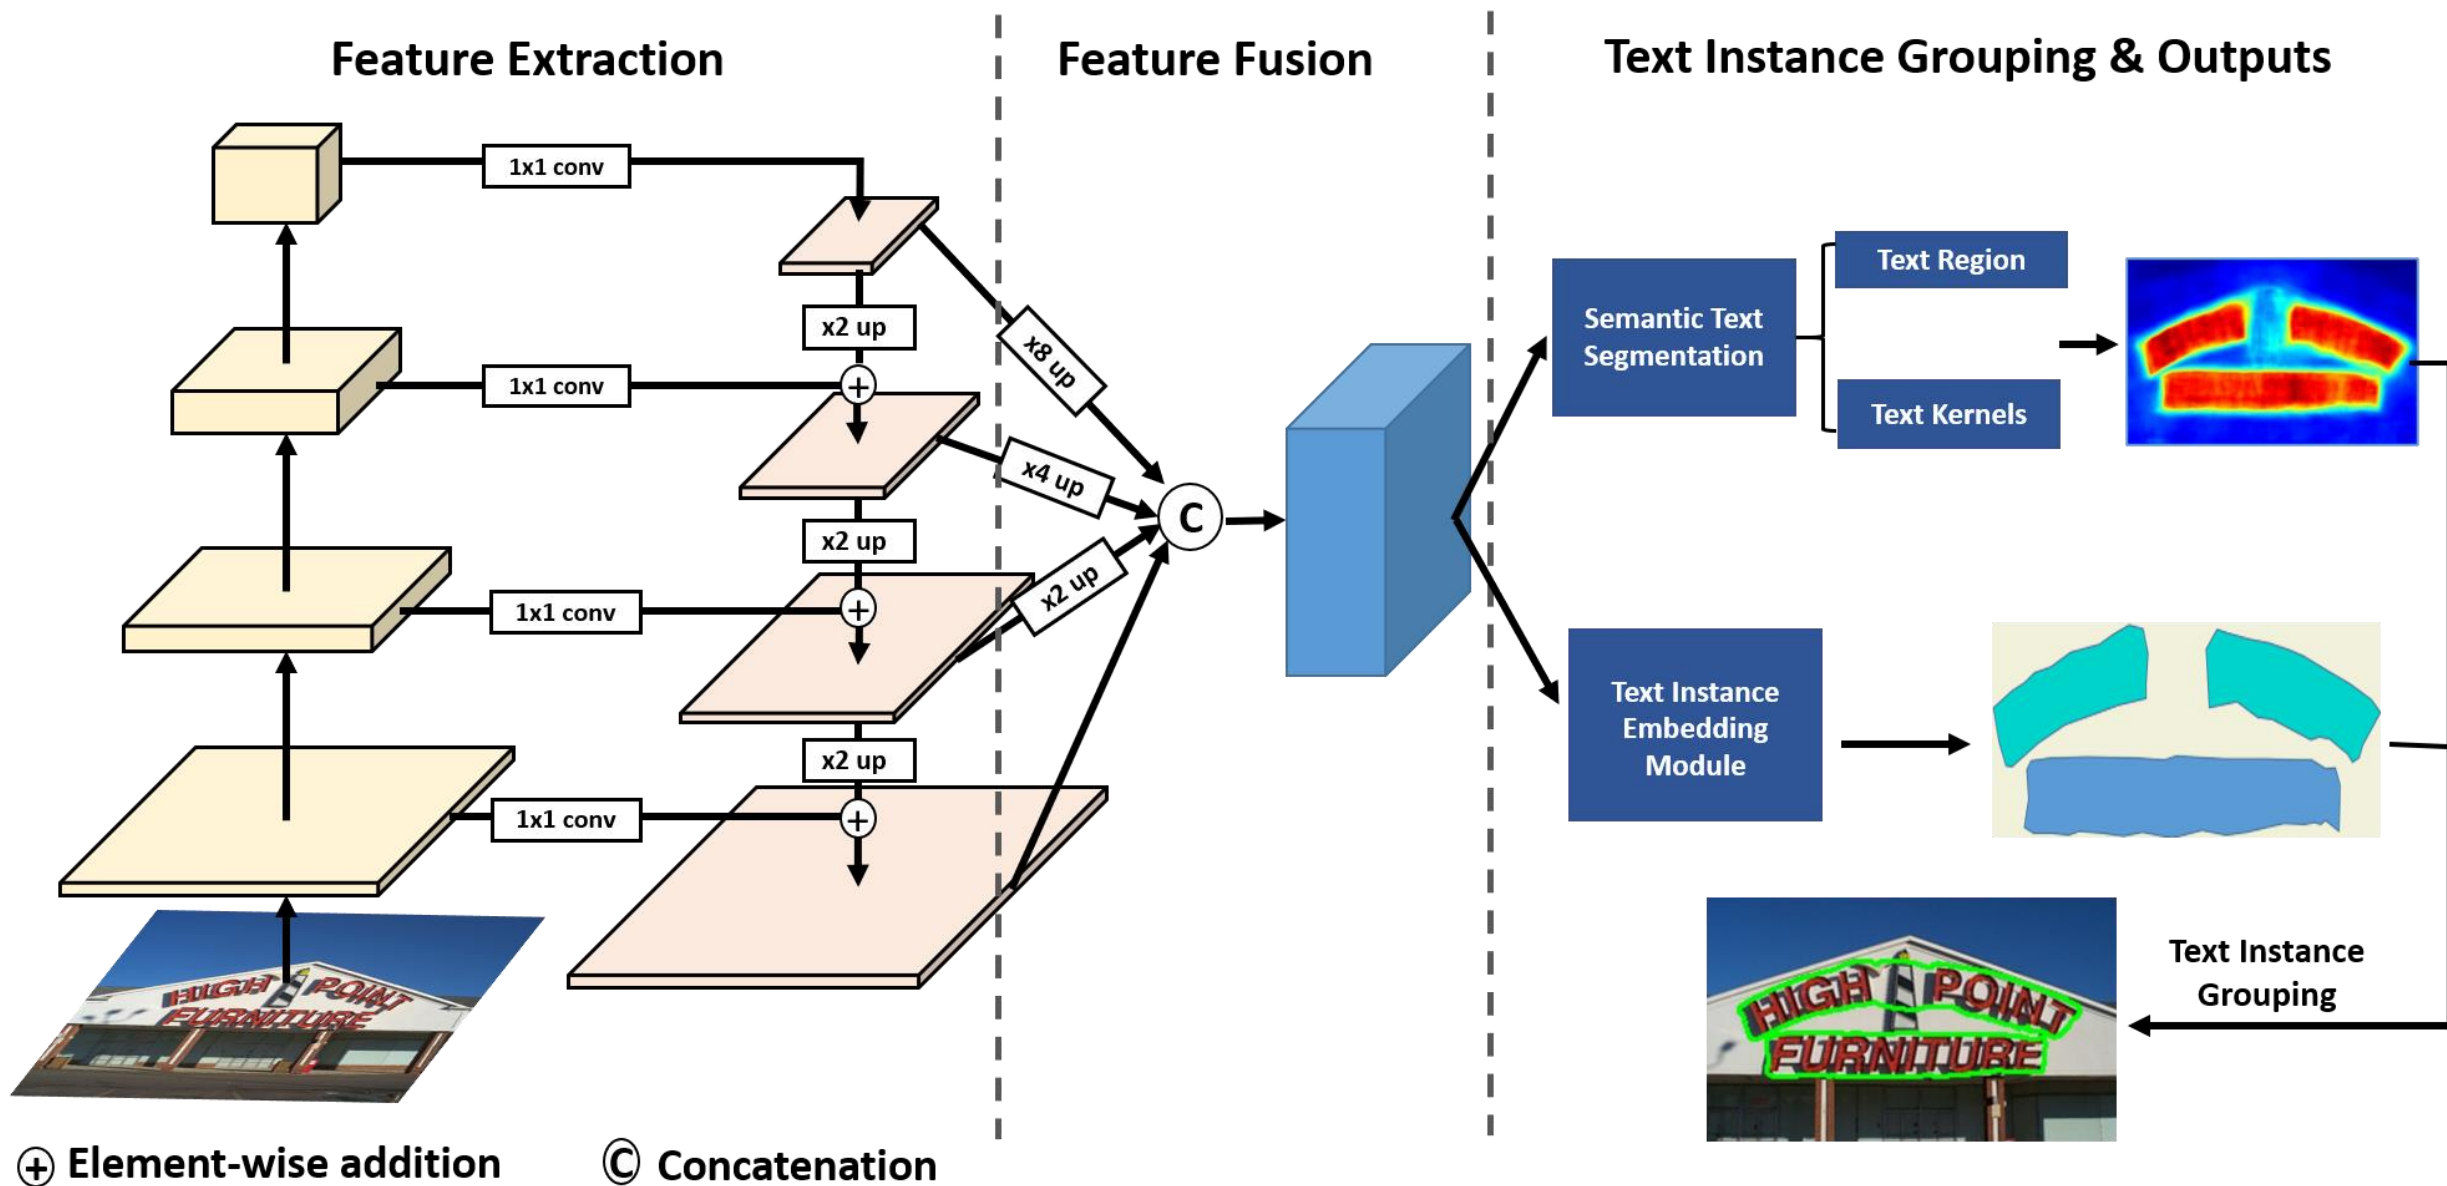 Feature Extraction
Feature Fusion
Text Instance Grouping & Outputs
1x1 conv
x2 up
1x1 conv
+
x2 up
1x1 conv
+
x2 up
1x1 conv
+
x8 up
x4 up
x2 up
C
Semantic Text
Segmentation
Text Region
Text Kernels
Text Instance
Embedding
Module
HIGH POINT
FURNITURE
HIGH POINT
FURNITURE
Text Instance
Grouping
+ Element-wise addition
C Concatenation